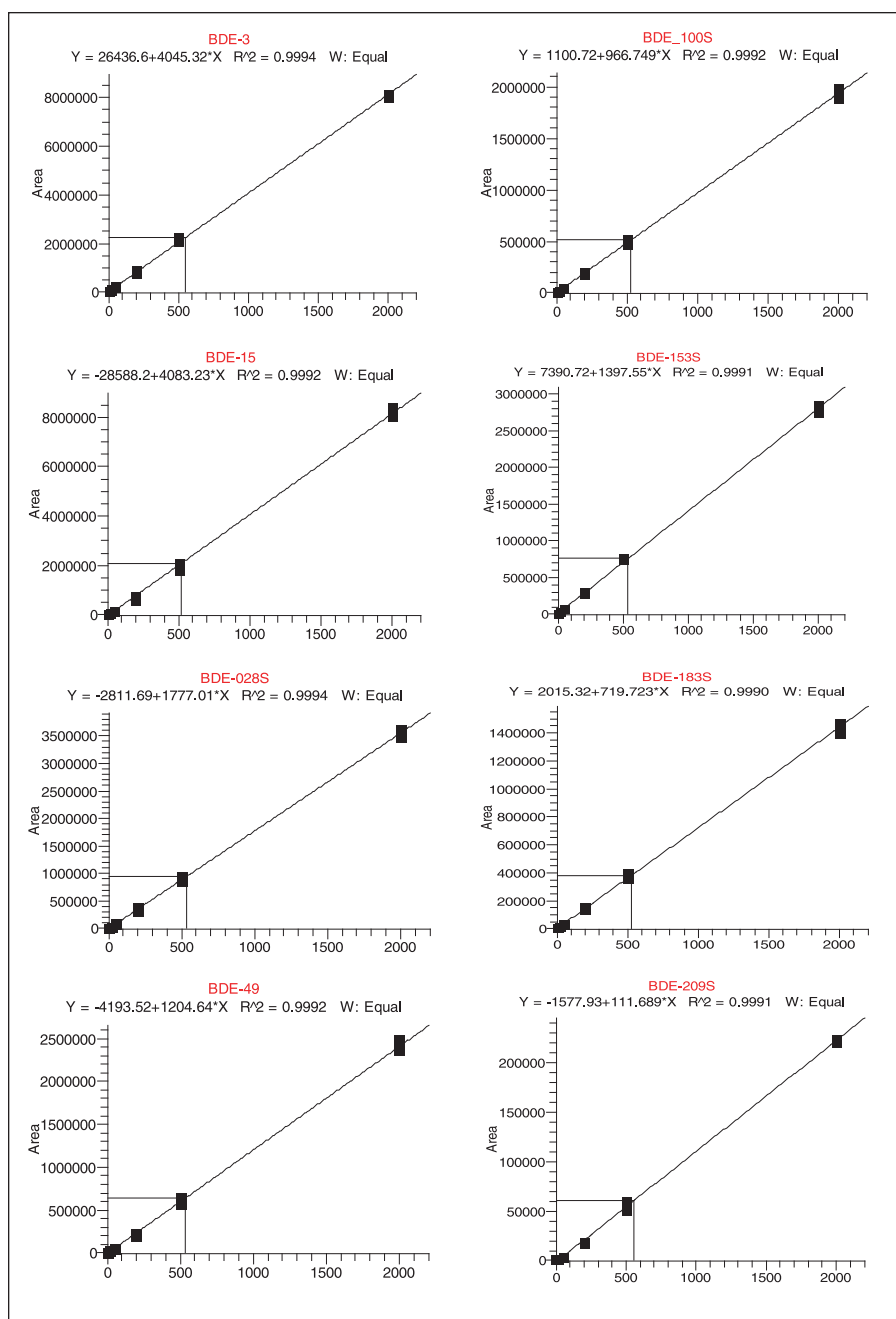 BDE-3
Y = 26436.6+4045.32*X R^2 = 0.9994 W: Equal
8000000
6000000
4000000
2000000
0
Area
0 500 1000 1500 2000
BDE_100S
Y = 1100.72+966.749*X R^2 = 0.9992 W: Equal
2000000
1500000
1000000
500000
0
Area
0 500 1000 1500 2000
BDE-15
Y = -28588.2+4083.23*X R^2 = 0.9992 W: Equal
8000000
6000000
4000000
2000000
0
Area
0 500 1000 1500 2000
BDE-153S
Y = 7390.72+1397.55*X R^2 = 0.9991 W: Equal
3000000
2500000
2000000
1500000
1000000
500000
0
Area
0 500 1000 1500 2000
BDE-028S
Y = -2811.69+1777.01*X R^2 = 0.9994 W: Equal
3500000
3000000
2500000
2000000
1500000
1000000
500000
0
Area
0 500 1000 1500 2000
BDE-183S
Y = 2015.32+719.723*X R^2 = 0.9990 W: Equal
1400000
1200000
1000000
800000
600000
400000
200000
0
Area
0 500 1000 1500 2000
BDE-49
Y = -4193.52+1204.64*X R^2 = 0.9992 W: Equal
2500000
2000000
1500000
1000000
500000
0
Area
0 500 1000 1500 2000
BDE-209S
Y = -1577.93+111.689*X R^2 = 0.9991 W: Equal
200000
150000
100000
50000
0
Area
0 500 1000 1500 2000